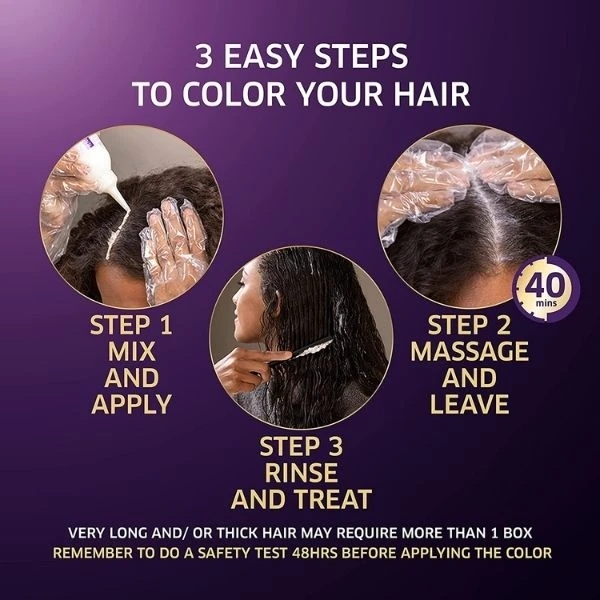 3 EASY STEPS
TO COLOR YOUR HAIR
STEP 1
MIX
AND
APPLY
40
mins
STEP 2
MASSAGE
AND
LEAVE
STEP 3
RINSE
AND TREAT
VERY LONG AND/ OR THICK HAIR MAY REQUIRE MORE THAN 1 BOX
REMEMBER TO DO A SAFETY TEST 48HRS BEFORE APPLYING THE COLOR